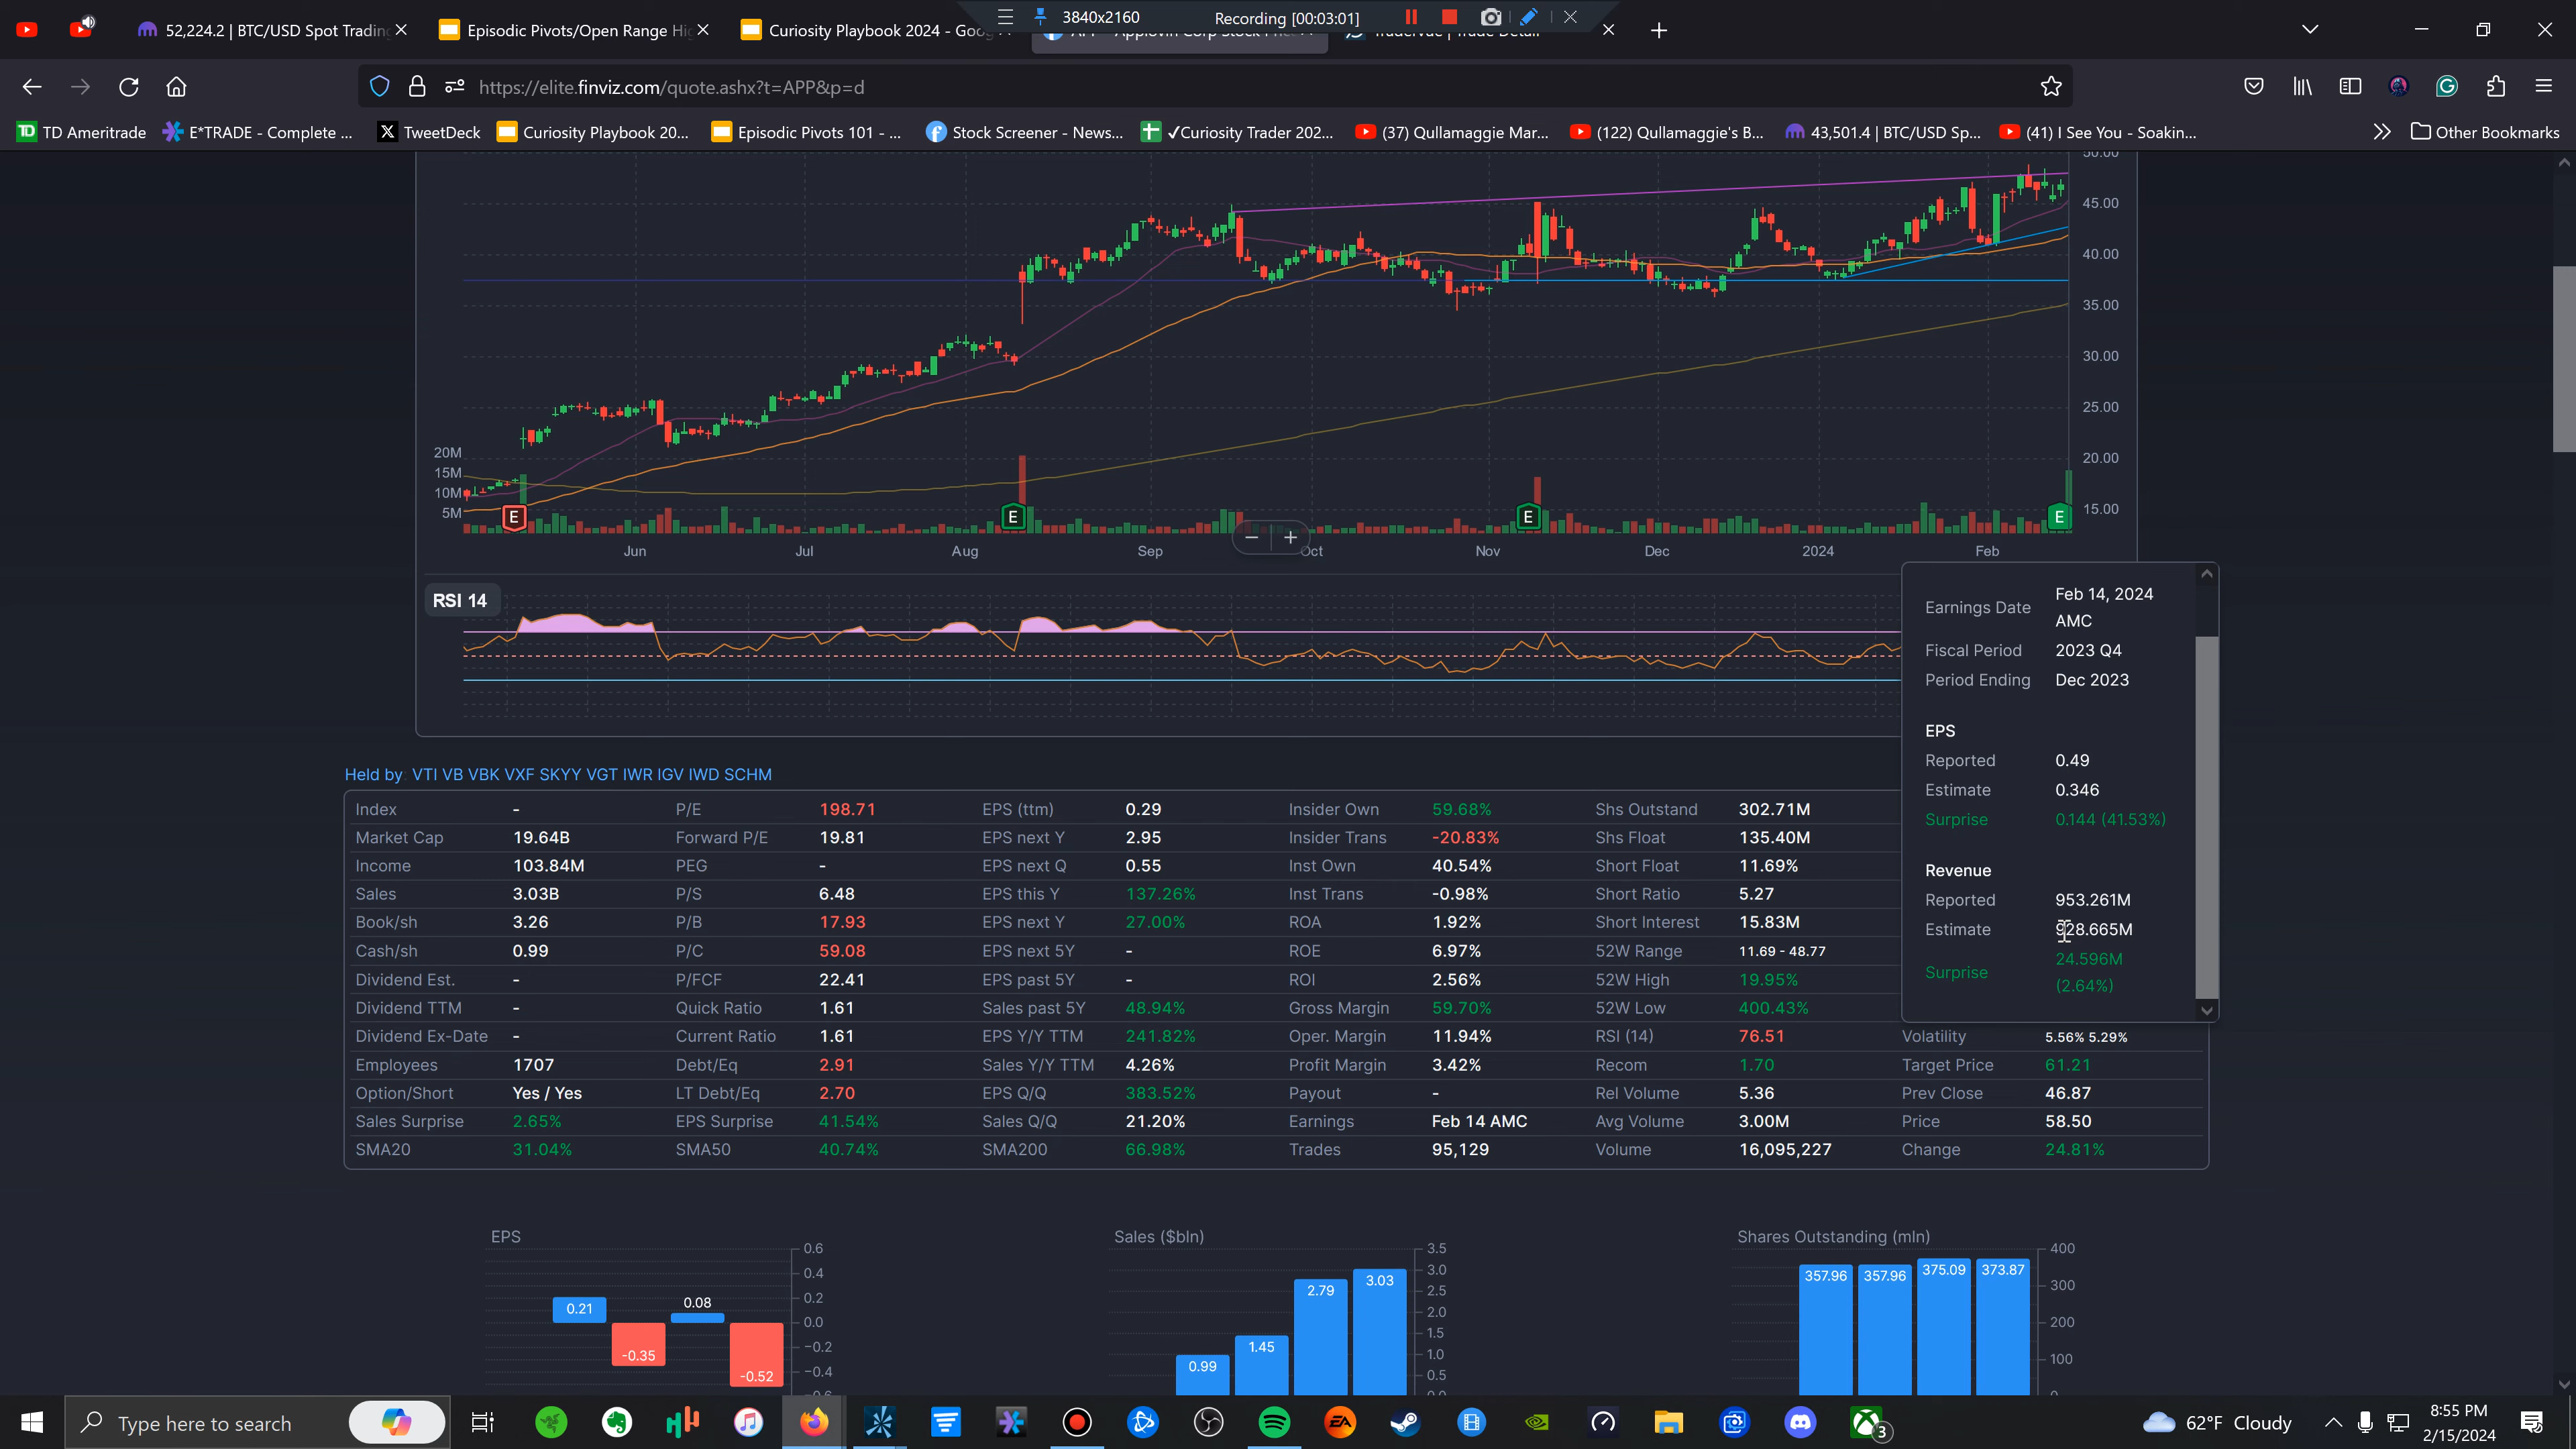 3840x2160 Recording [00:03:01]
52,224.2 | BTC/USD Spot Trading
Episodic Pivots/Open Range Hig
Curiosity Playbook 2024 - Goog
APP - Applovin Corp Stock Price
Tradervue | Trade Detail
https://elite.finviz.com/quote.ashx?t=APP&p=d
TD TD Ameritrade
E*TRADE - Complete ...
X TweetDeck
Curiosity Playbook 20...
Episodic Pivots 101 - ...
Stock Screener - News...
✓Curiosity Trader 202...
(37) Qullamaggie Mar...
(122) Qullamaggie's B...
43,501.4 | BTC/USD Sp...
(41) I See You - Soakin...
Other Bookmarks
50.00
45.00
40.00
35.00
30.00
25.00
20.00
15.00
20M
15M
10M
5M
E E E E
Jun Jul Aug Sep Oct Nov Dec 2024 Feb
RSI 14
Earnings Date Feb 14, 2024
AMC
Fiscal Period 2023 Q4
Period Ending Dec 2023
EPS
Reported 0.49
Estimate 0.346
Surprise 0.144 (41.53%)
Revenue
Reported 953.261M
Estimate 928.665M
Surprise 24.596M
(2.64%)
Held by VTI VB VBK VXF SKYY VGT IWR IGV IWD SCHM
Index - P/E 198.71 EPS (ttm) 0.29 Insider Own 59.68% Shs Outstand 302.71M
Market Cap 19.64B Forward P/E 19.81 EPS next Y 2.95 Insider Trans -20.83% Shs Float 135.40M
Income 103.84M PEG - EPS next Q 0.55 Inst Own 40.54% Short Float 11.69%
Sales 3.03B P/S 6.48 EPS this Y 137.26% Inst Trans -0.98% Short Ratio 5.27
Book/sh 3.26 P/B 17.93 EPS next Y 27.00% ROA 1.92% Short Interest 15.83M
Cash/sh 0.99 P/C 59.08 EPS next 5Y - ROE 6.97% 52W Range 11.69 - 48.77
Dividend Est. - P/FCF 22.41 EPS past 5Y - ROI 2.56% 52W High 19.95%
Dividend TTM - Quick Ratio 1.61 Sales past 5Y 48.94% Gross Margin 59.70% 52W Low 400.43%
Dividend Ex-Date - Current Ratio 1.61 EPS Y/Y TTM 241.82% Oper. Margin 11.94% RSI (14) 76.51 Volatility 5.56% 5.29%
Employees 1707 Debt/Eq 2.91 Sales Y/Y TTM 4.26% Profit Margin 3.42% Recom 1.70 Target Price 61.21
Option/Short Yes / Yes LT Debt/Eq 2.70 EPS Q/Q 383.52% Payout - Rel Volume 5.36 Prev Close 46.87
Sales Surprise 2.65% EPS Surprise 41.54% Sales Q/Q 21.20% Earnings Feb 14 AMC Avg Volume 3.00M Price 58.50
SMA20 31.04% SMA50 40.74% SMA200 66.98% Trades 95,129 Volume 16,095,227 Change 24.81%
EPS
0.6
0.4
0.2
0.0
-0.2
-0.4
0.21 -0.35 0.08 -0.52
Sales ($bln)
3.5
3.0
2.5
2.0
1.5
1.0
0.5
0.99 1.45 2.79 3.03
Shares Outstanding (mln)
400
300
200
100
357.96 357.96 375.09 373.87
Type here to search
EA
3
62°F Cloudy
8:55 PM
2/15/2024